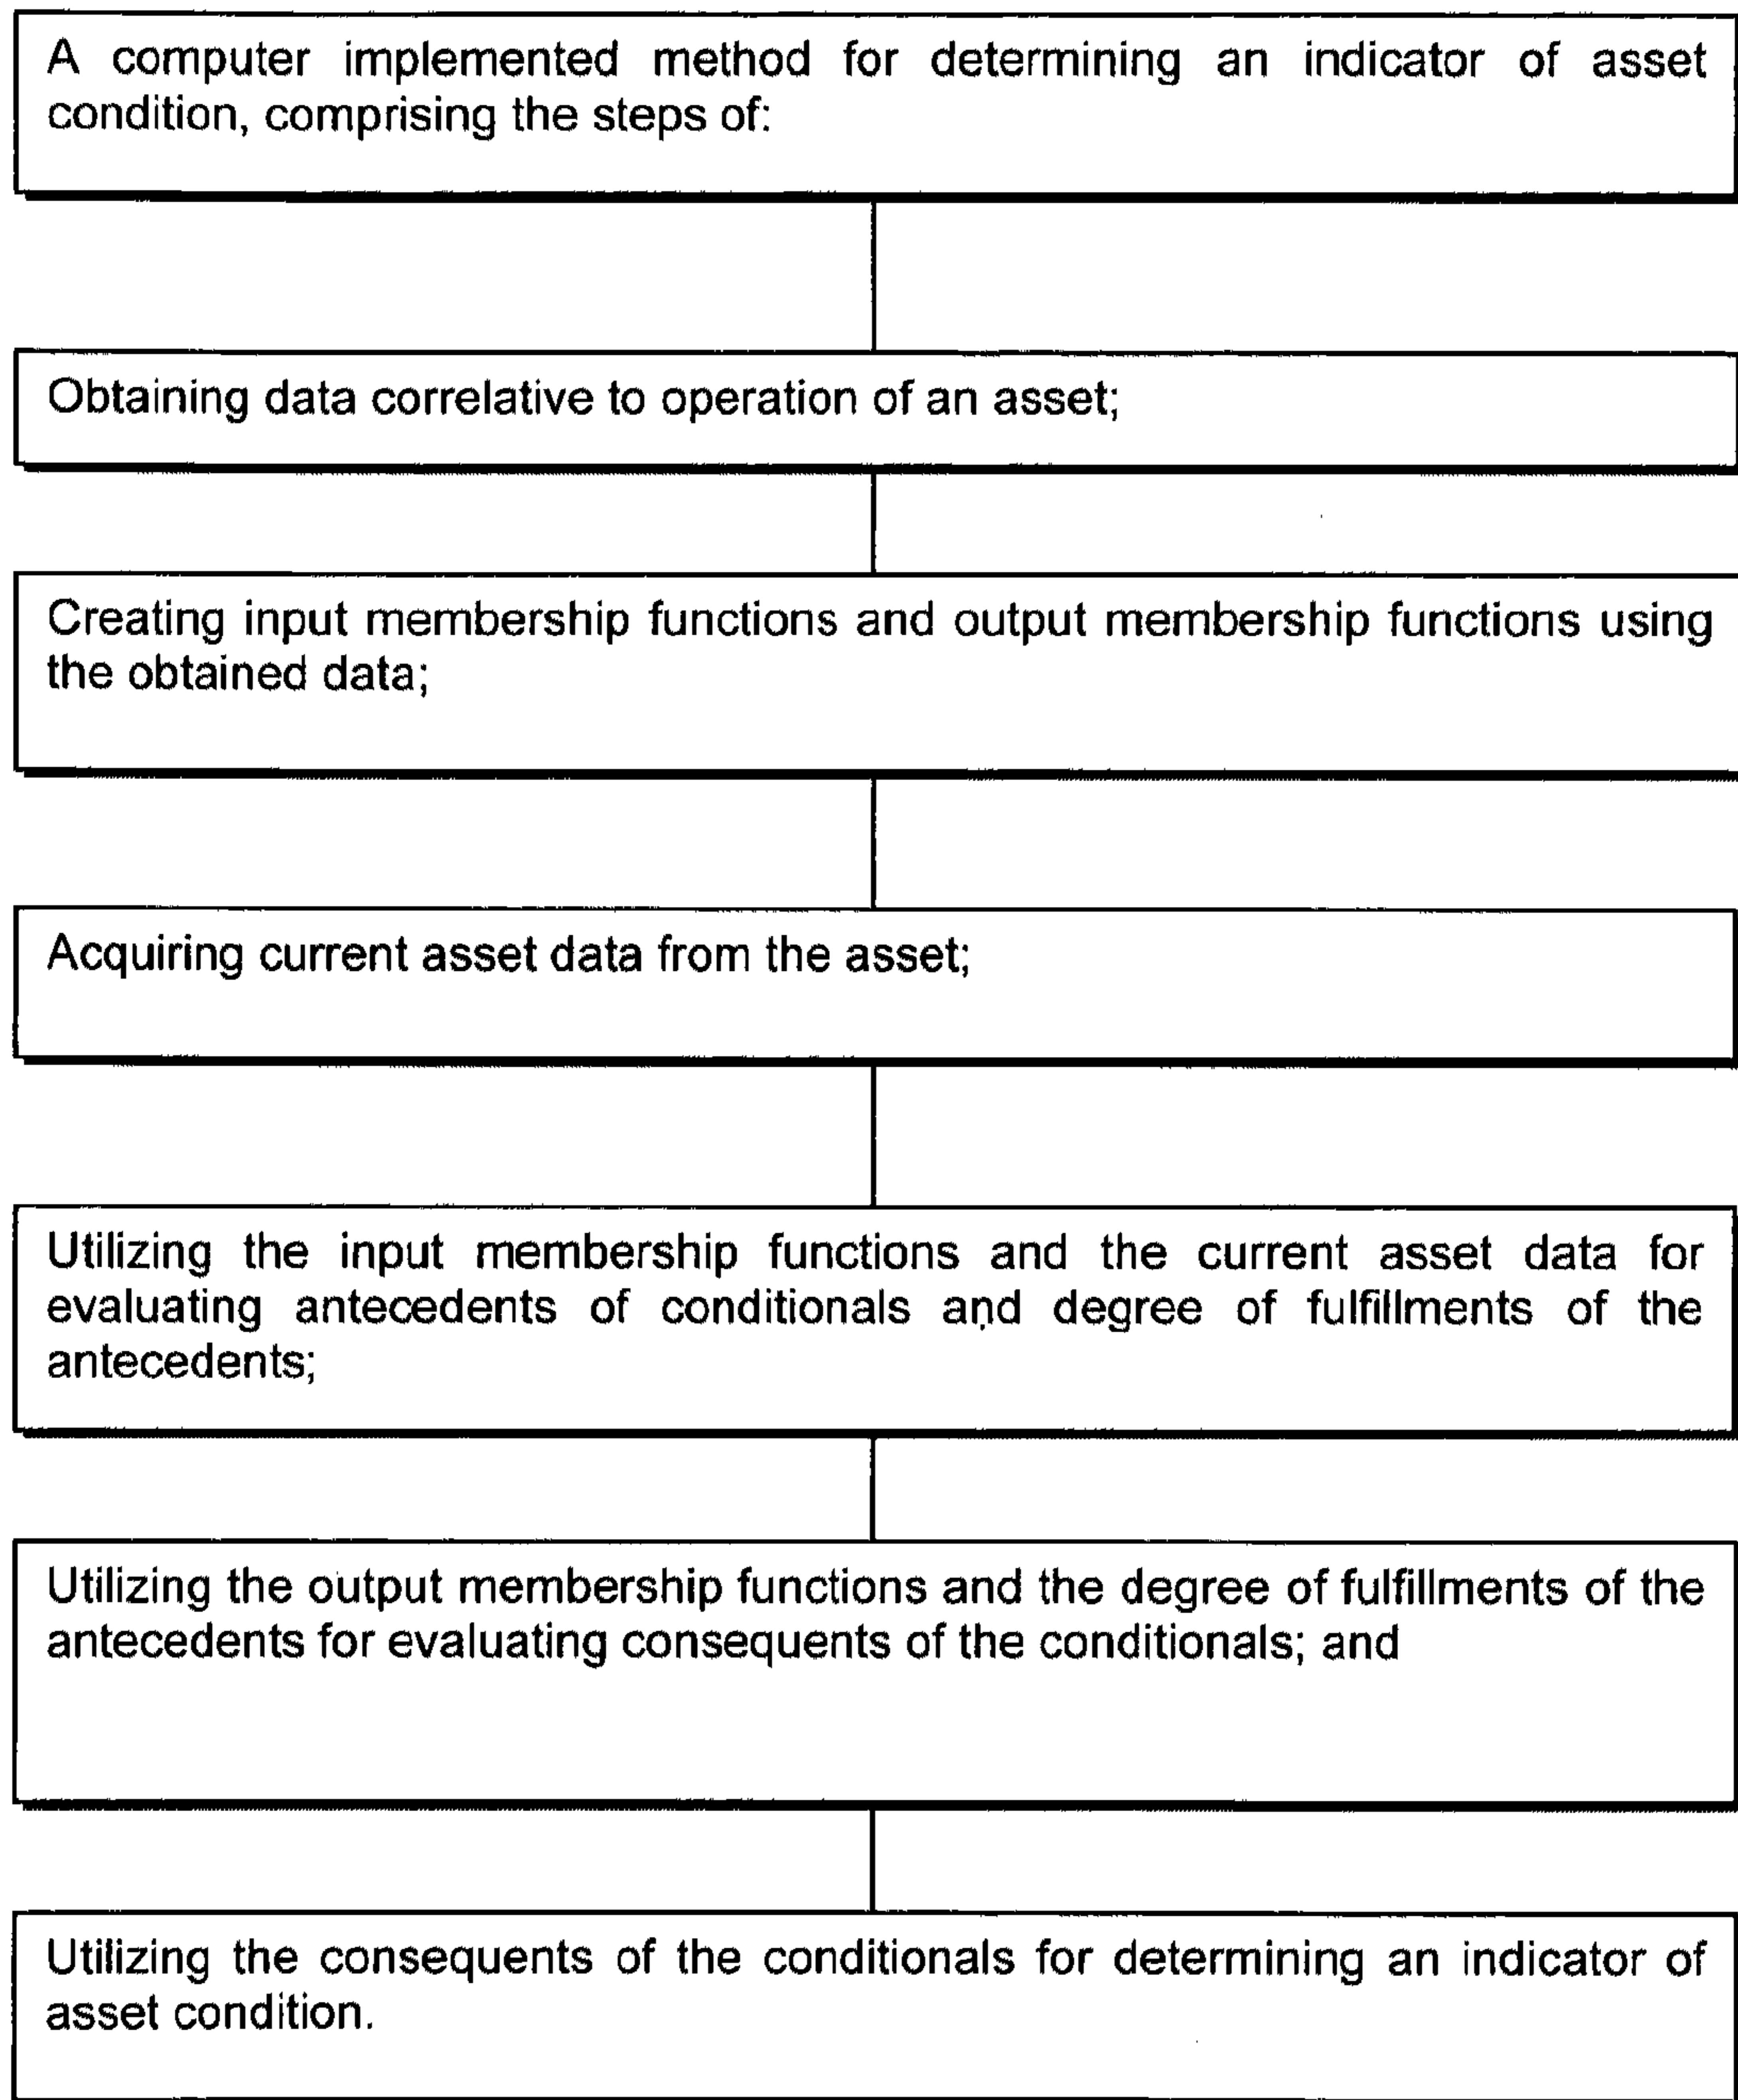 A computer implemented method for determining an indicator of asset
condition, comprising the steps of:
Obtaining data correlative to operation of an asset;
Creating input membership functions and output membership functions using
the obtained data;
Acquiring current asset data from the asset;
Utilizing the input membership functions and the current asset data for
evaluating antecedents of conditionals and degree of fulfillments of the
antecedents;
Utilizing the output membership functions and the degree of fulfillments of the
antecedents for evaluating consequents of the conditionals; and
Utilizing the consequents of the conditionals for determining an indicator of
asset condition.